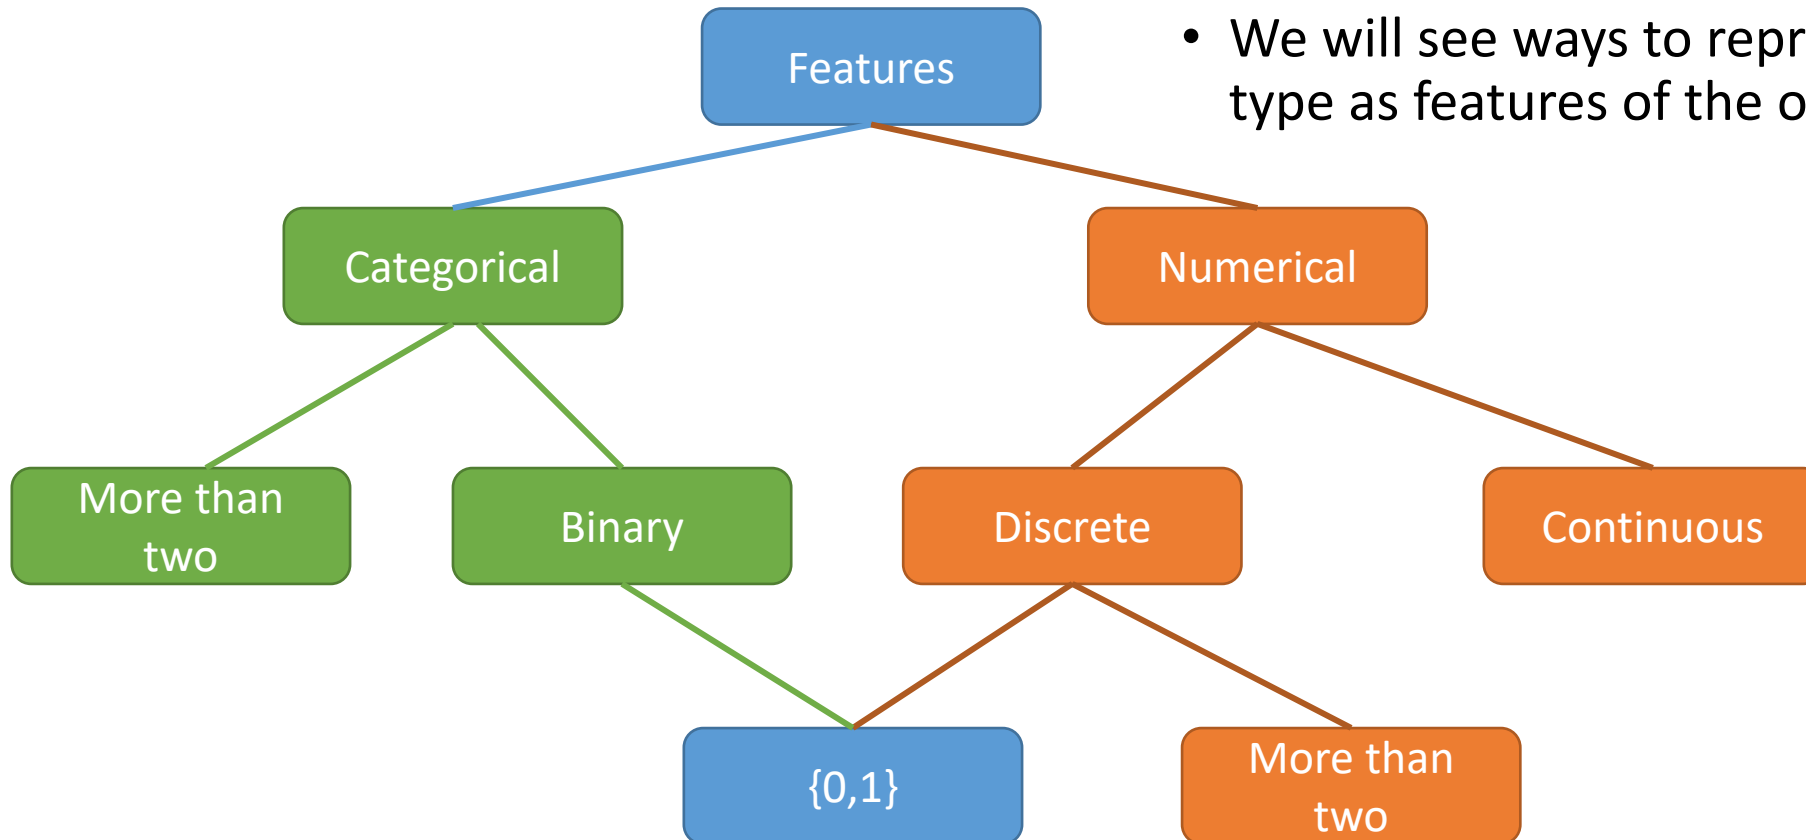 Features
• We will see ways to repr
type as features of the o
Categorical
Numerical
More than
two
Binary
Discrete
Continuous
{0,1}
More than
two